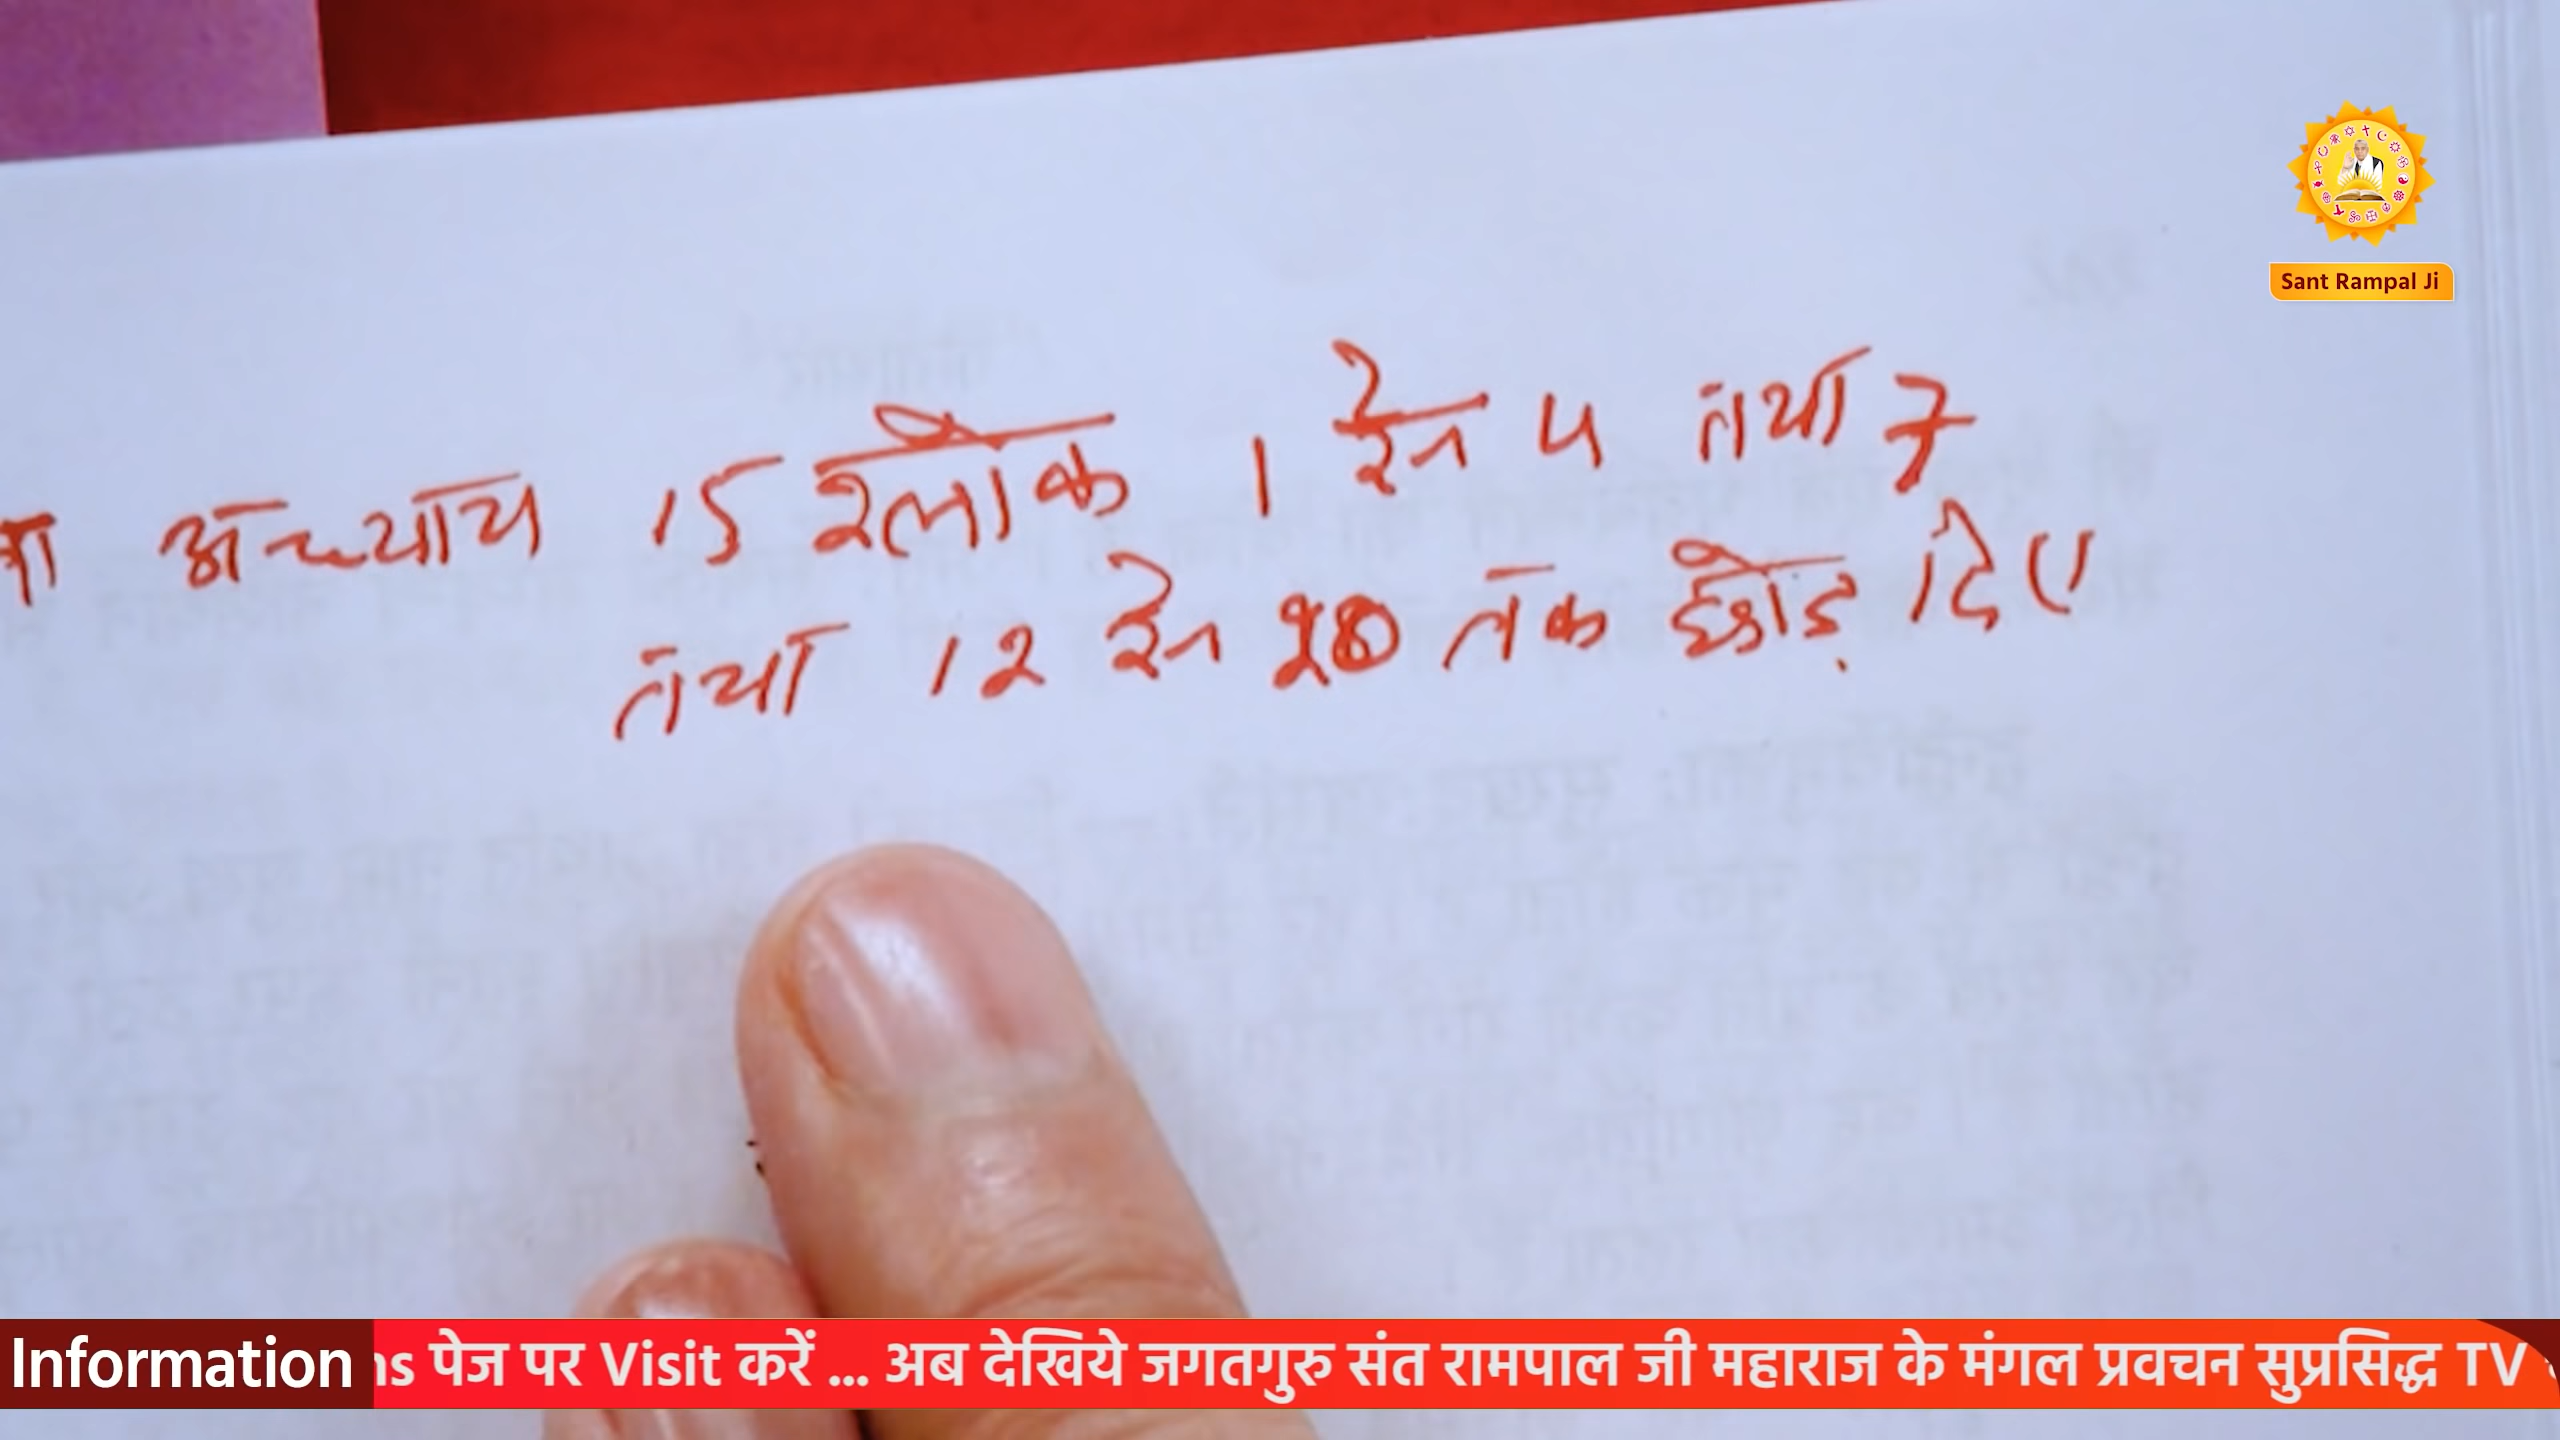 Sant Rampal Ji
अध्याय 15 श्लोक 1 से 4 तथा 7
तथा 12 से 20 तक छोड़ दिए
Information
पेज पर Visit करें ... अब देखिये जगतगुरु संत रामपाल जी महाराज के मंगल प्रवचन सुप्रसिद्ध TV